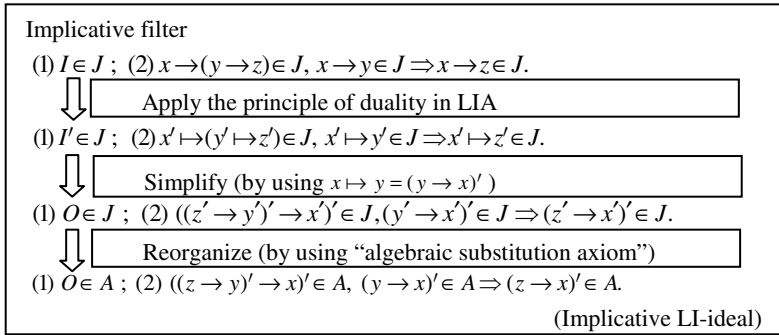 Implicative filter
(1) I∈J ; (2) x→(y→z)∈J, x→y∈J⇒x→z∈J.
Apply the principle of duality in LIA
(1) I′∈J ; (2) x′↦(y′↦z′)∈J, x′↦y′∈J⇒x′↦z′∈J.
Simplify (by using x↦y=(y→x)′ )
(1) O∈J ; (2) ((z′→y′)′→x′)′∈J,(y′→x′)′∈J⇒(z′→x′)′∈J.
Reorganize (by using “algebraic substitution axiom”)
(1) O∈A ; (2) ((z→y)′→x)′∈A, (y→x)′∈A⇒(z→x)′∈A.
(Implicative LI-ideal)